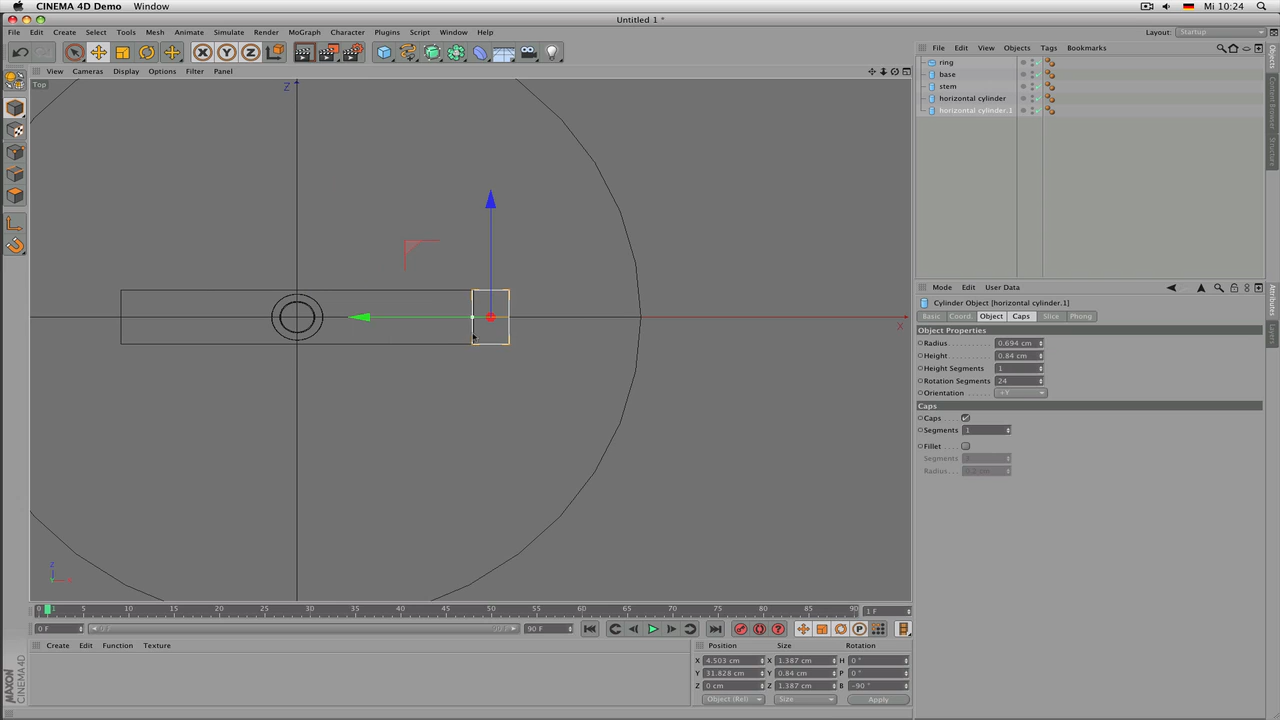 CINEMA 4D Demo Window Mi 10:24
Untitled 1 *
File Edit Create Select Tools Mesh Animate Simulate Render MoGraph Character Plugins Script Window Help Layout: Startup
File Edit View Objects Tags Bookmarks
View Cameras Display Options Filter Panel
Top
Z
X
Z
ring
base
stem
horizontal cylinder
horizontal cylinder.1
Objects
Content Browser
Structure
Mode Edit User Data
Attributes
Layers
Cylinder Object [horizontal cylinder.1]
Basic Coord. Object Caps Slice Phong
Object Properties
Radius 0.694 cm
Height 0.84 cm
Height Segments 1
Rotation Segments 24
Orientation +Y
Caps
Caps
Segments 1
Fillet
Segments
Radius
0 1 5 10 15 20 25 30 35 40 45 50 55 60 65 70 75 80 85 90 1 F
0 F 90 F
Create Edit Function Texture
Position Size Rotation
X 4.503 cm X 1.387 cm H 0 °
Y 31.828 cm Y 0.84 cm P 0 °
Z 0 cm Z 1.387 cm B -90 °
Object (Rel) Size Apply
MAXON
CINEMA 4D